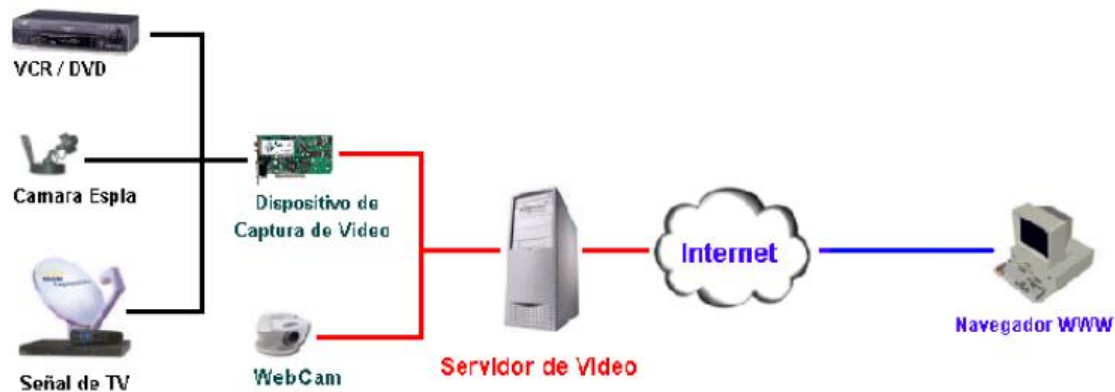 VCR / DVD
Camara Espia
Señal de TV
Dispositivo de
Captura de Video
WebCam
Servidor de Video
Internet
Navegador WWW